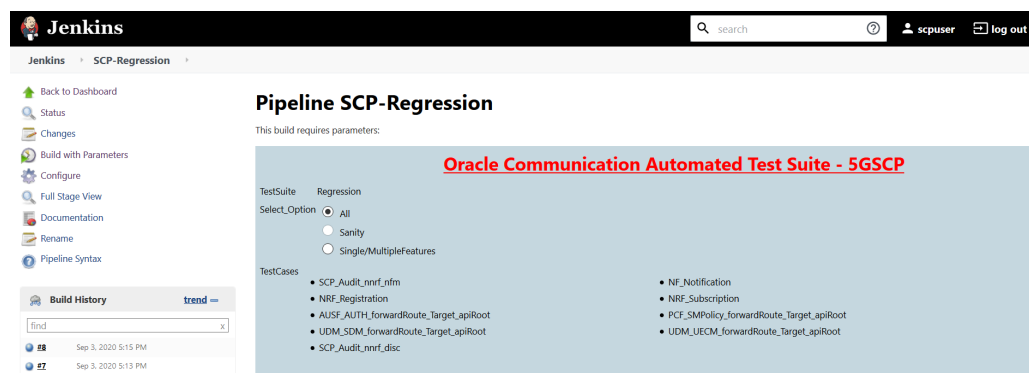 Jenkins
search
scpuser
log out
Jenkins
SCP-Regression
Back to Dashboard
Status
Changes
Build with Parameters
Configure
Full Stage View
Documentation
Rename
Pipeline Syntax
Build History
trend
find
x
#8 Sep 3, 2020 5:15 PM
#7 Sep 3, 2020 5:13 PM
Pipeline SCP-Regression
This build requires parameters:
Oracle Communication Automated Test Suite - 5GSCP
TestSuite Regression
Select_Option All
Sanity
Single/MultipleFeatures
TestCases
SCP_Audit_nnrf_nfm
NRF_Registration
AUSF_AUTH_forwardRoute_Target_apiRoot
UDM_SDM_forwardRoute_Target_apiRoot
SCP_Audit_nnrf_disc
NF_Notification
NRF_Subscription
PCF_SMPolicy_forwardRoute_Target_apiRoot
UDM_UECM_forwardRoute_Target_apiRoot